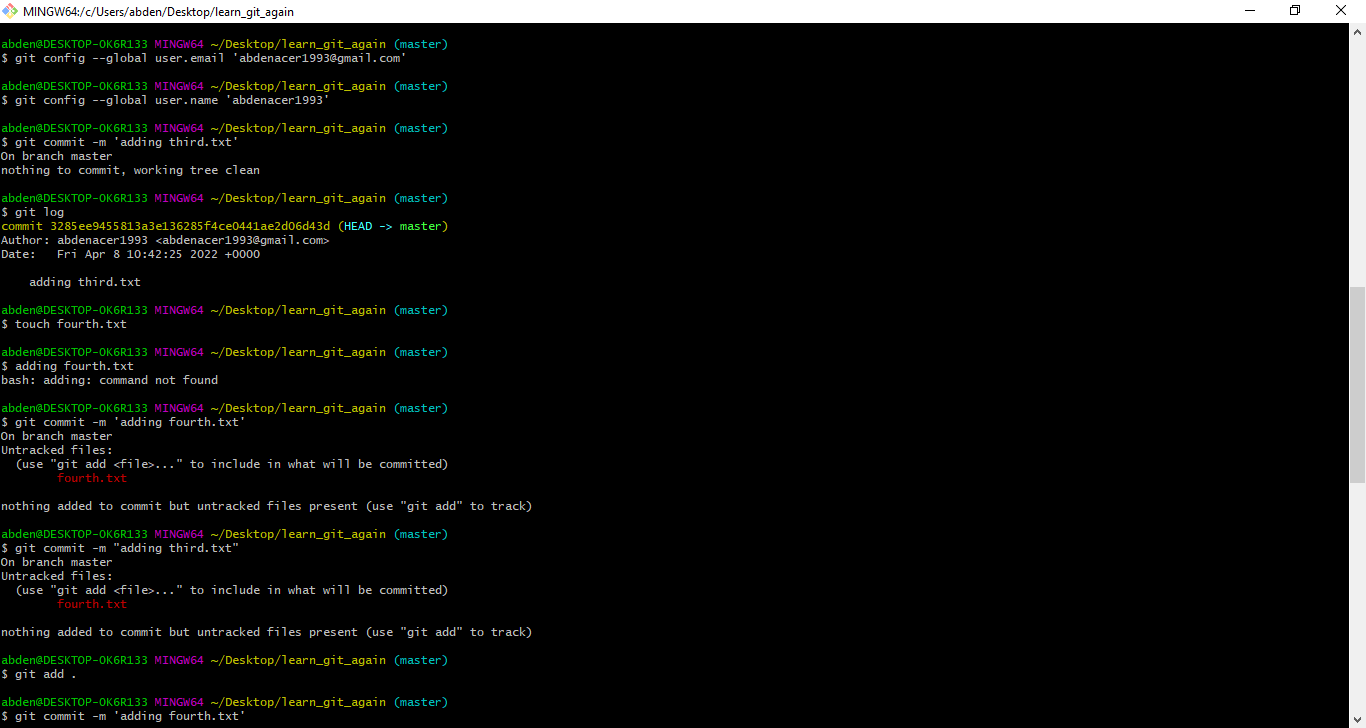 MINGW64:/c/Users/abden/Desktop/learn_git_again
abden@DESKTOP-OK6R133 MINGW64 ~/Desktop/learn_git_again (master)
$ git config --global user.email 'abdenacer1993@gmail.com'
abden@DESKTOP-OK6R133 MINGW64 ~/Desktop/learn_git_again (master)
$ git config --global user.name 'abdenacer1993'
abden@DESKTOP-OK6R133 MINGW64 ~/Desktop/learn_git_again (master)
$ git commit -m 'adding third.txt'
On branch master
nothing to commit, working tree clean
abden@DESKTOP-OK6R133 MINGW64 ~/Desktop/learn_git_again (master)
$ git log
commit 3285ee9455813a3e136285f4ce0441ae2d06d43d (HEAD -> master)
Author: abdenacer1993 <abdenacer1993@gmail.com>
Date:   Fri Apr 8 10:42:25 2022 +0000
    adding third.txt
abden@DESKTOP-OK6R133 MINGW64 ~/Desktop/learn_git_again (master)
$ touch fourth.txt
abden@DESKTOP-OK6R133 MINGW64 ~/Desktop/learn_git_again (master)
$ adding fourth.txt
bash: adding: command not found
abden@DESKTOP-OK6R133 MINGW64 ~/Desktop/learn_git_again (master)
$ git commit -m 'adding fourth.txt'
On branch master
Untracked files:
  (use "git add <file>..." to include in what will be committed)
        fourth.txt
nothing added to commit but untracked files present (use "git add" to track)
abden@DESKTOP-OK6R133 MINGW64 ~/Desktop/learn_git_again (master)
$ git commit -m "adding third.txt"
On branch master
Untracked files:
  (use "git add <file>..." to include in what will be committed)
        fourth.txt
nothing added to commit but untracked files present (use "git add" to track)
abden@DESKTOP-OK6R133 MINGW64 ~/Desktop/learn_git_again (master)
$ git add .
abden@DESKTOP-OK6R133 MINGW64 ~/Desktop/learn_git_again (master)
$ git commit -m 'adding fourth.txt'